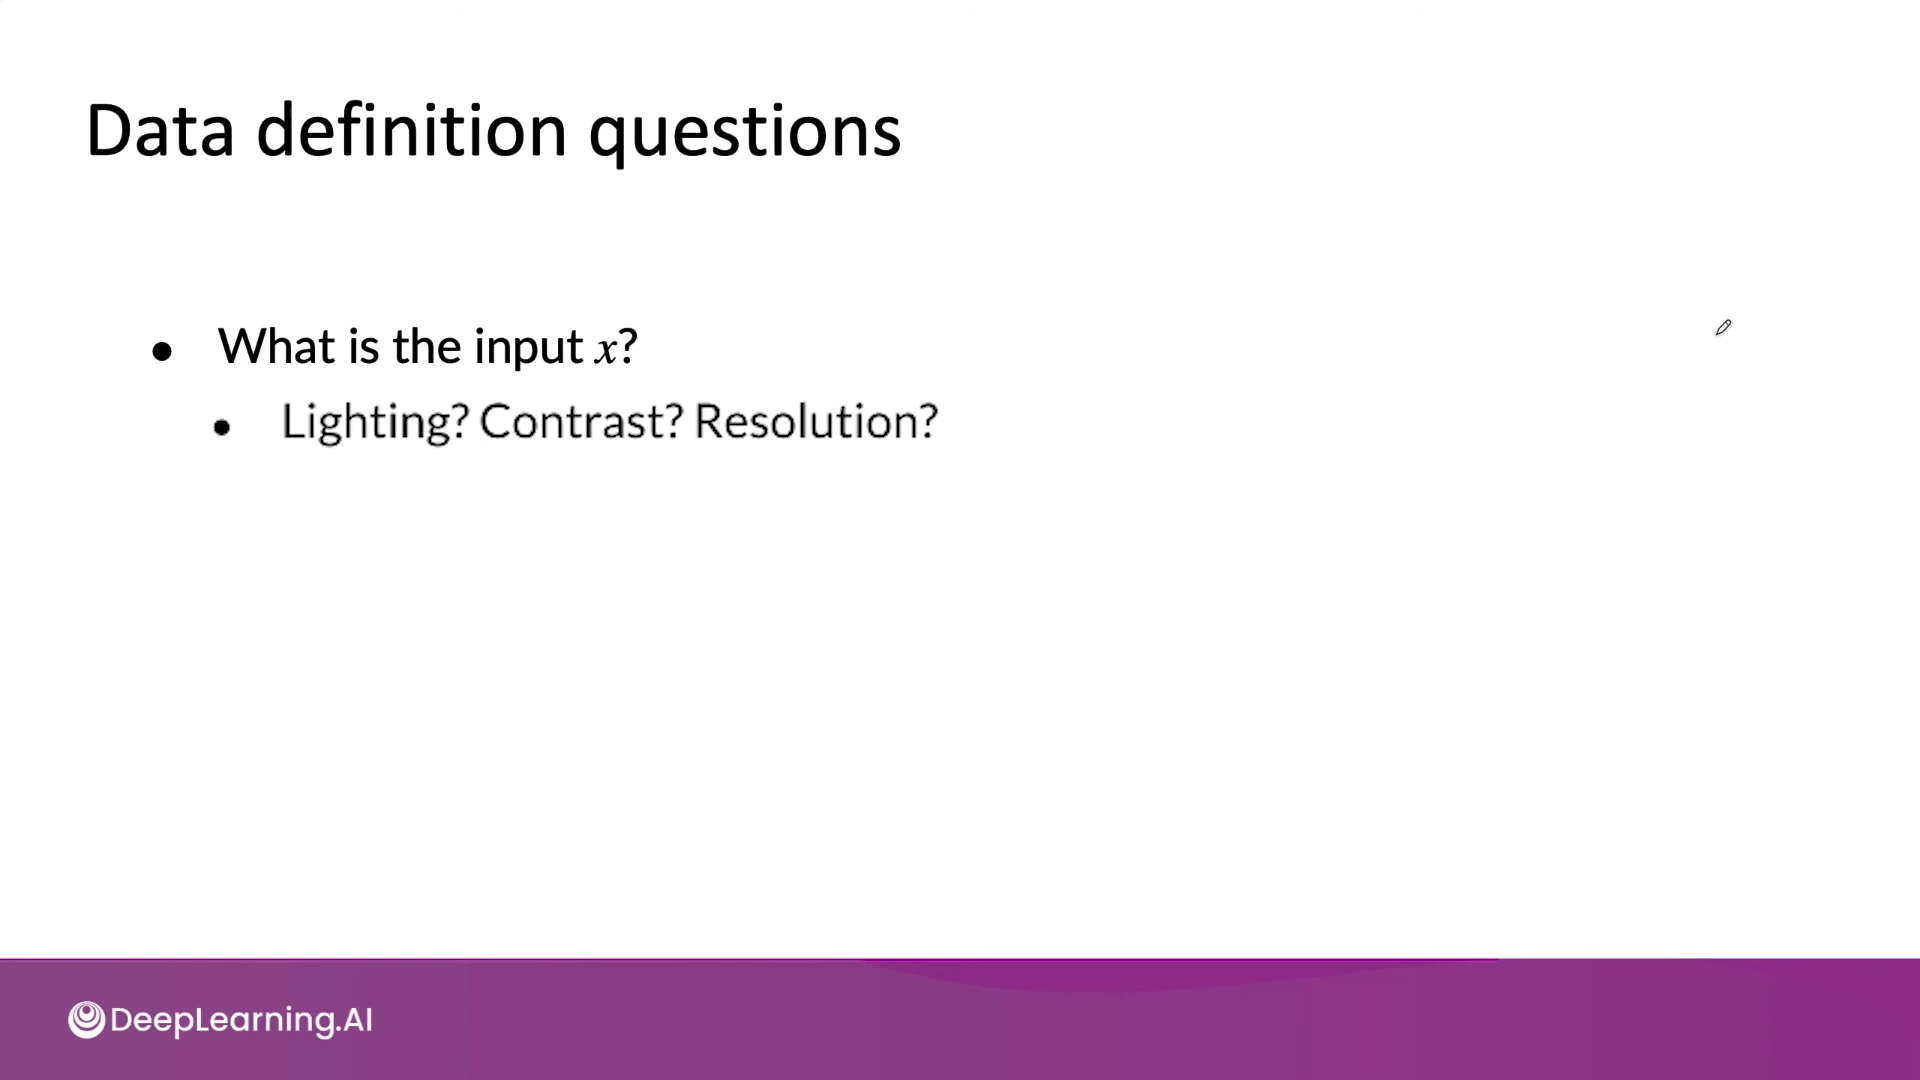 Data definition questions
• What is the input x?
• Lighting? Contrast? Resolution?
DeepLearning.AI